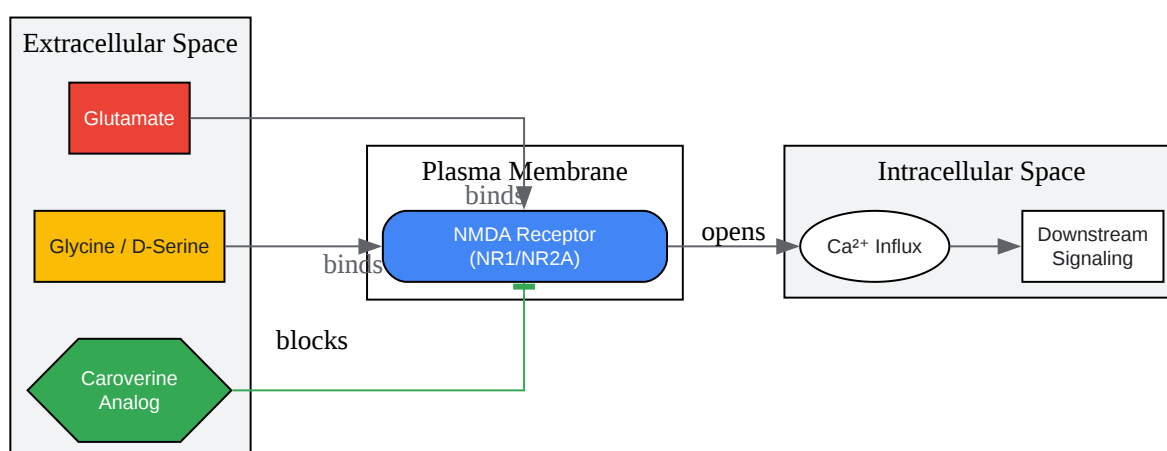 Extracellular Space
Glutamate
Plasma Membrane
Intracellular Space
binds
Glycine / D-Serine
NMDA Receptor
(NR1/NR2A)
opens
Ca²⁺ Influx
Downstream
Signaling
binds
blocks
Caroverine
Analog